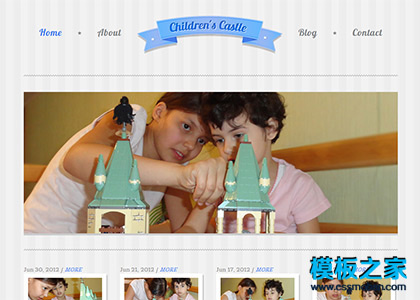 Home • About
Children's Castle
Blog • Contact
Jun 30, 2012 / MORE
Jun 21, 2012 / MORE
Jun 17, 2012 / MORE
模板之家
www.cssmoban.com